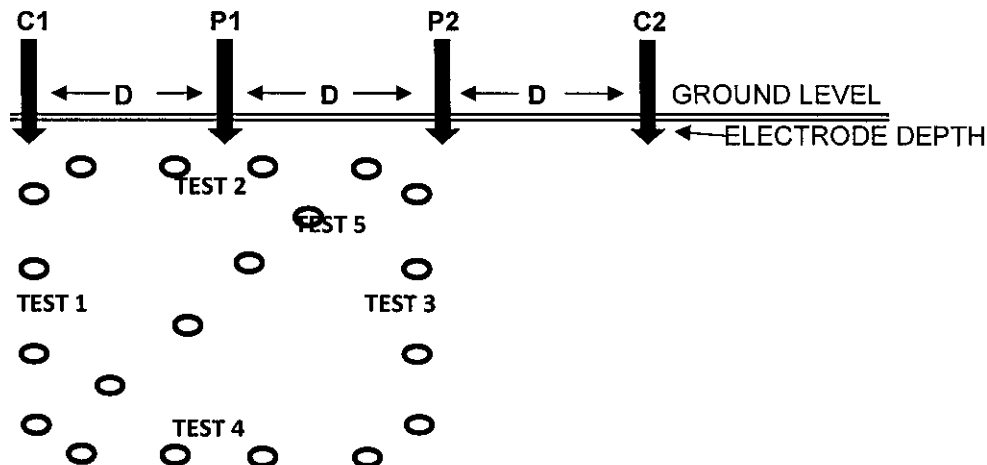 C1 P1 P2 C2
D D D GROUND LEVEL
ELECTRODE DEPTH
TEST 2
TEST 5
TEST 1 TEST 3
TEST 4